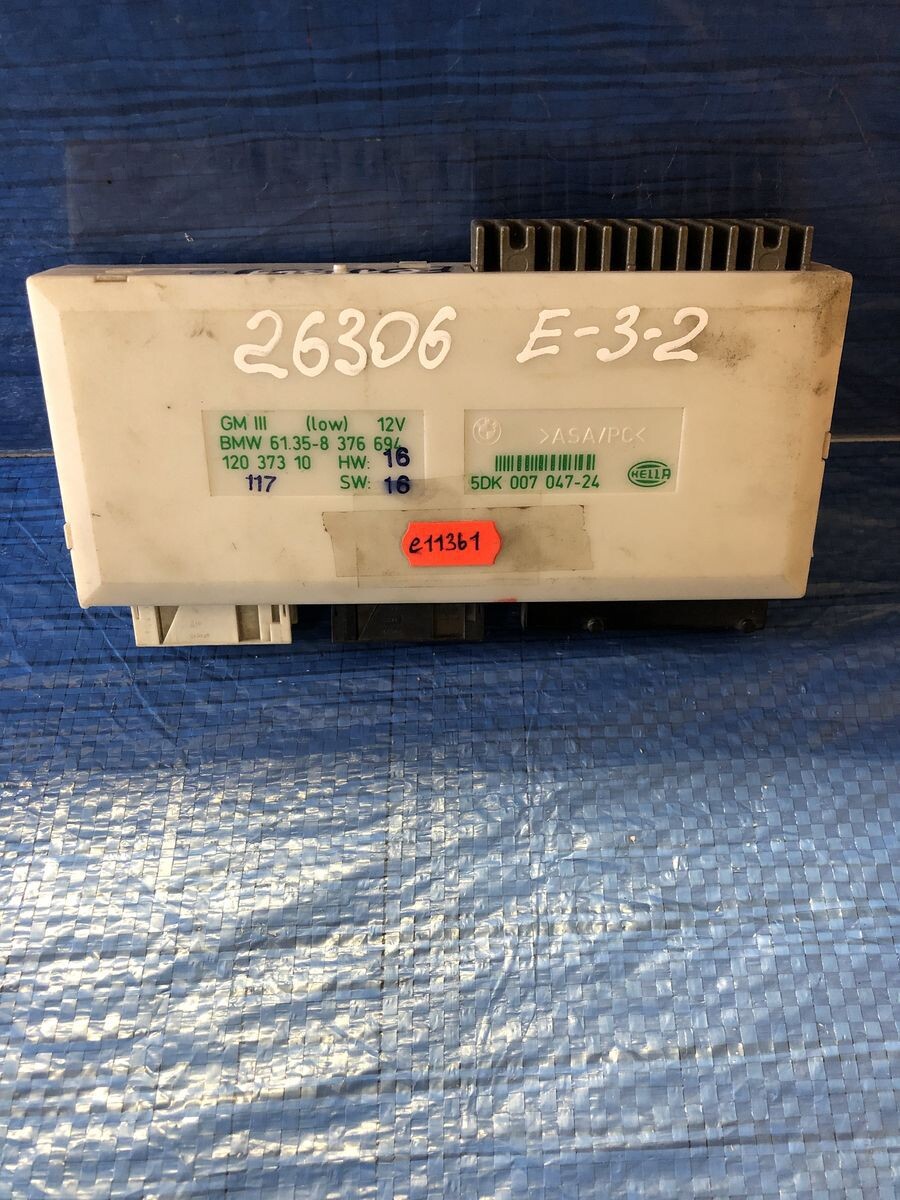 26306 E-3-2
GM III (low) 12V
BMW 61.35-8 376 694
120 373 10 HW: 16
117 SW: 16
>ASA/PC<
5DK 007 047-24
HELLA
e11361